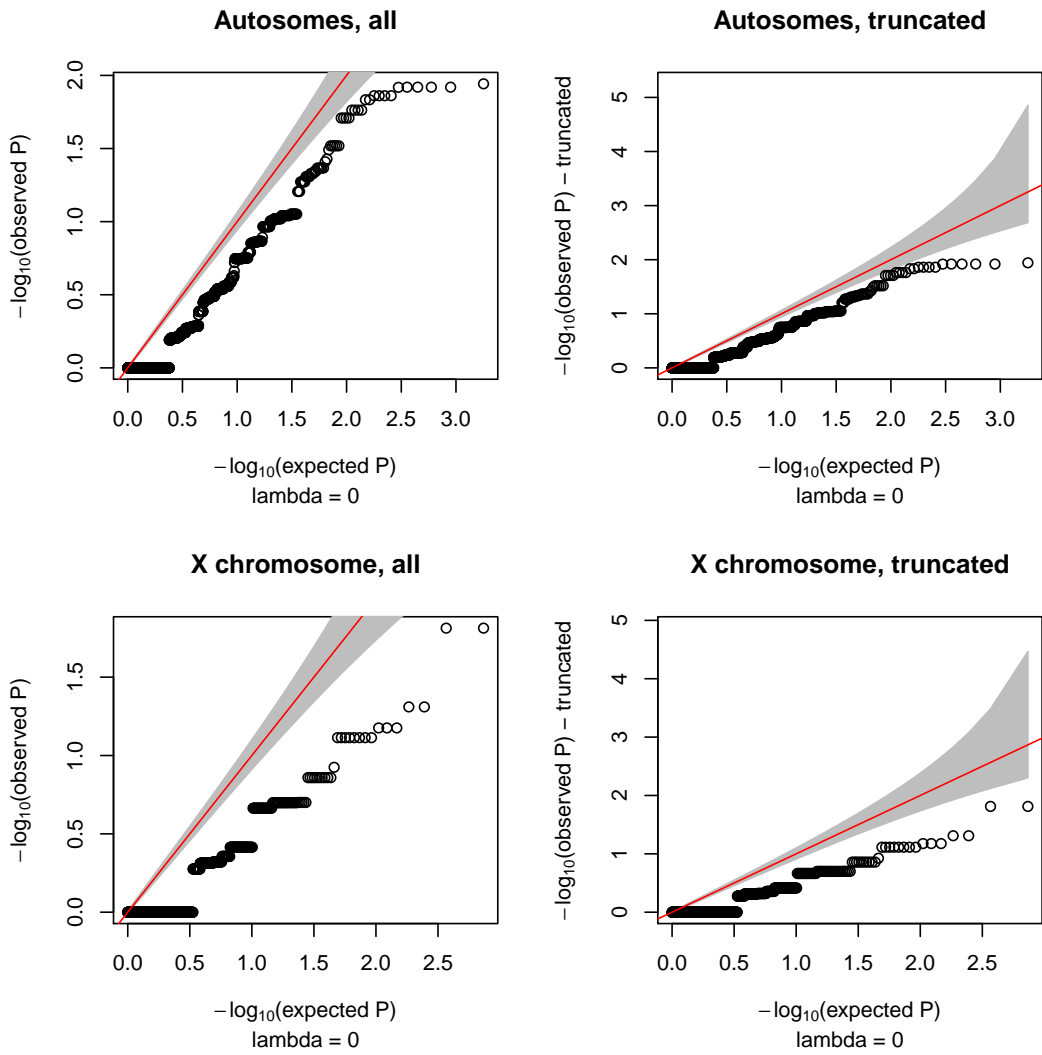 Autosomes, all
−log10(observed P)
2.0
1.5
1.0
0.5
0.0
0.0 0.5 1.0 1.5 2.0 2.5 3.0
−log10(expected P)
lambda = 0
Autosomes, truncated
−log10(observed P) − truncated
5
4
3
2
1
0
0.0 0.5 1.0 1.5 2.0 2.5 3.0
−log10(expected P)
lambda = 0
X chromosome, all
−log10(observed P)
1.5
1.0
0.5
0.0
0.0 0.5 1.0 1.5 2.0 2.5
−log10(expected P)
lambda = 0
X chromosome, truncated
−log10(observed P) − truncated
5
4
3
2
1
0
0.0 0.5 1.0 1.5 2.0 2.5
−log10(expected P)
lambda = 0